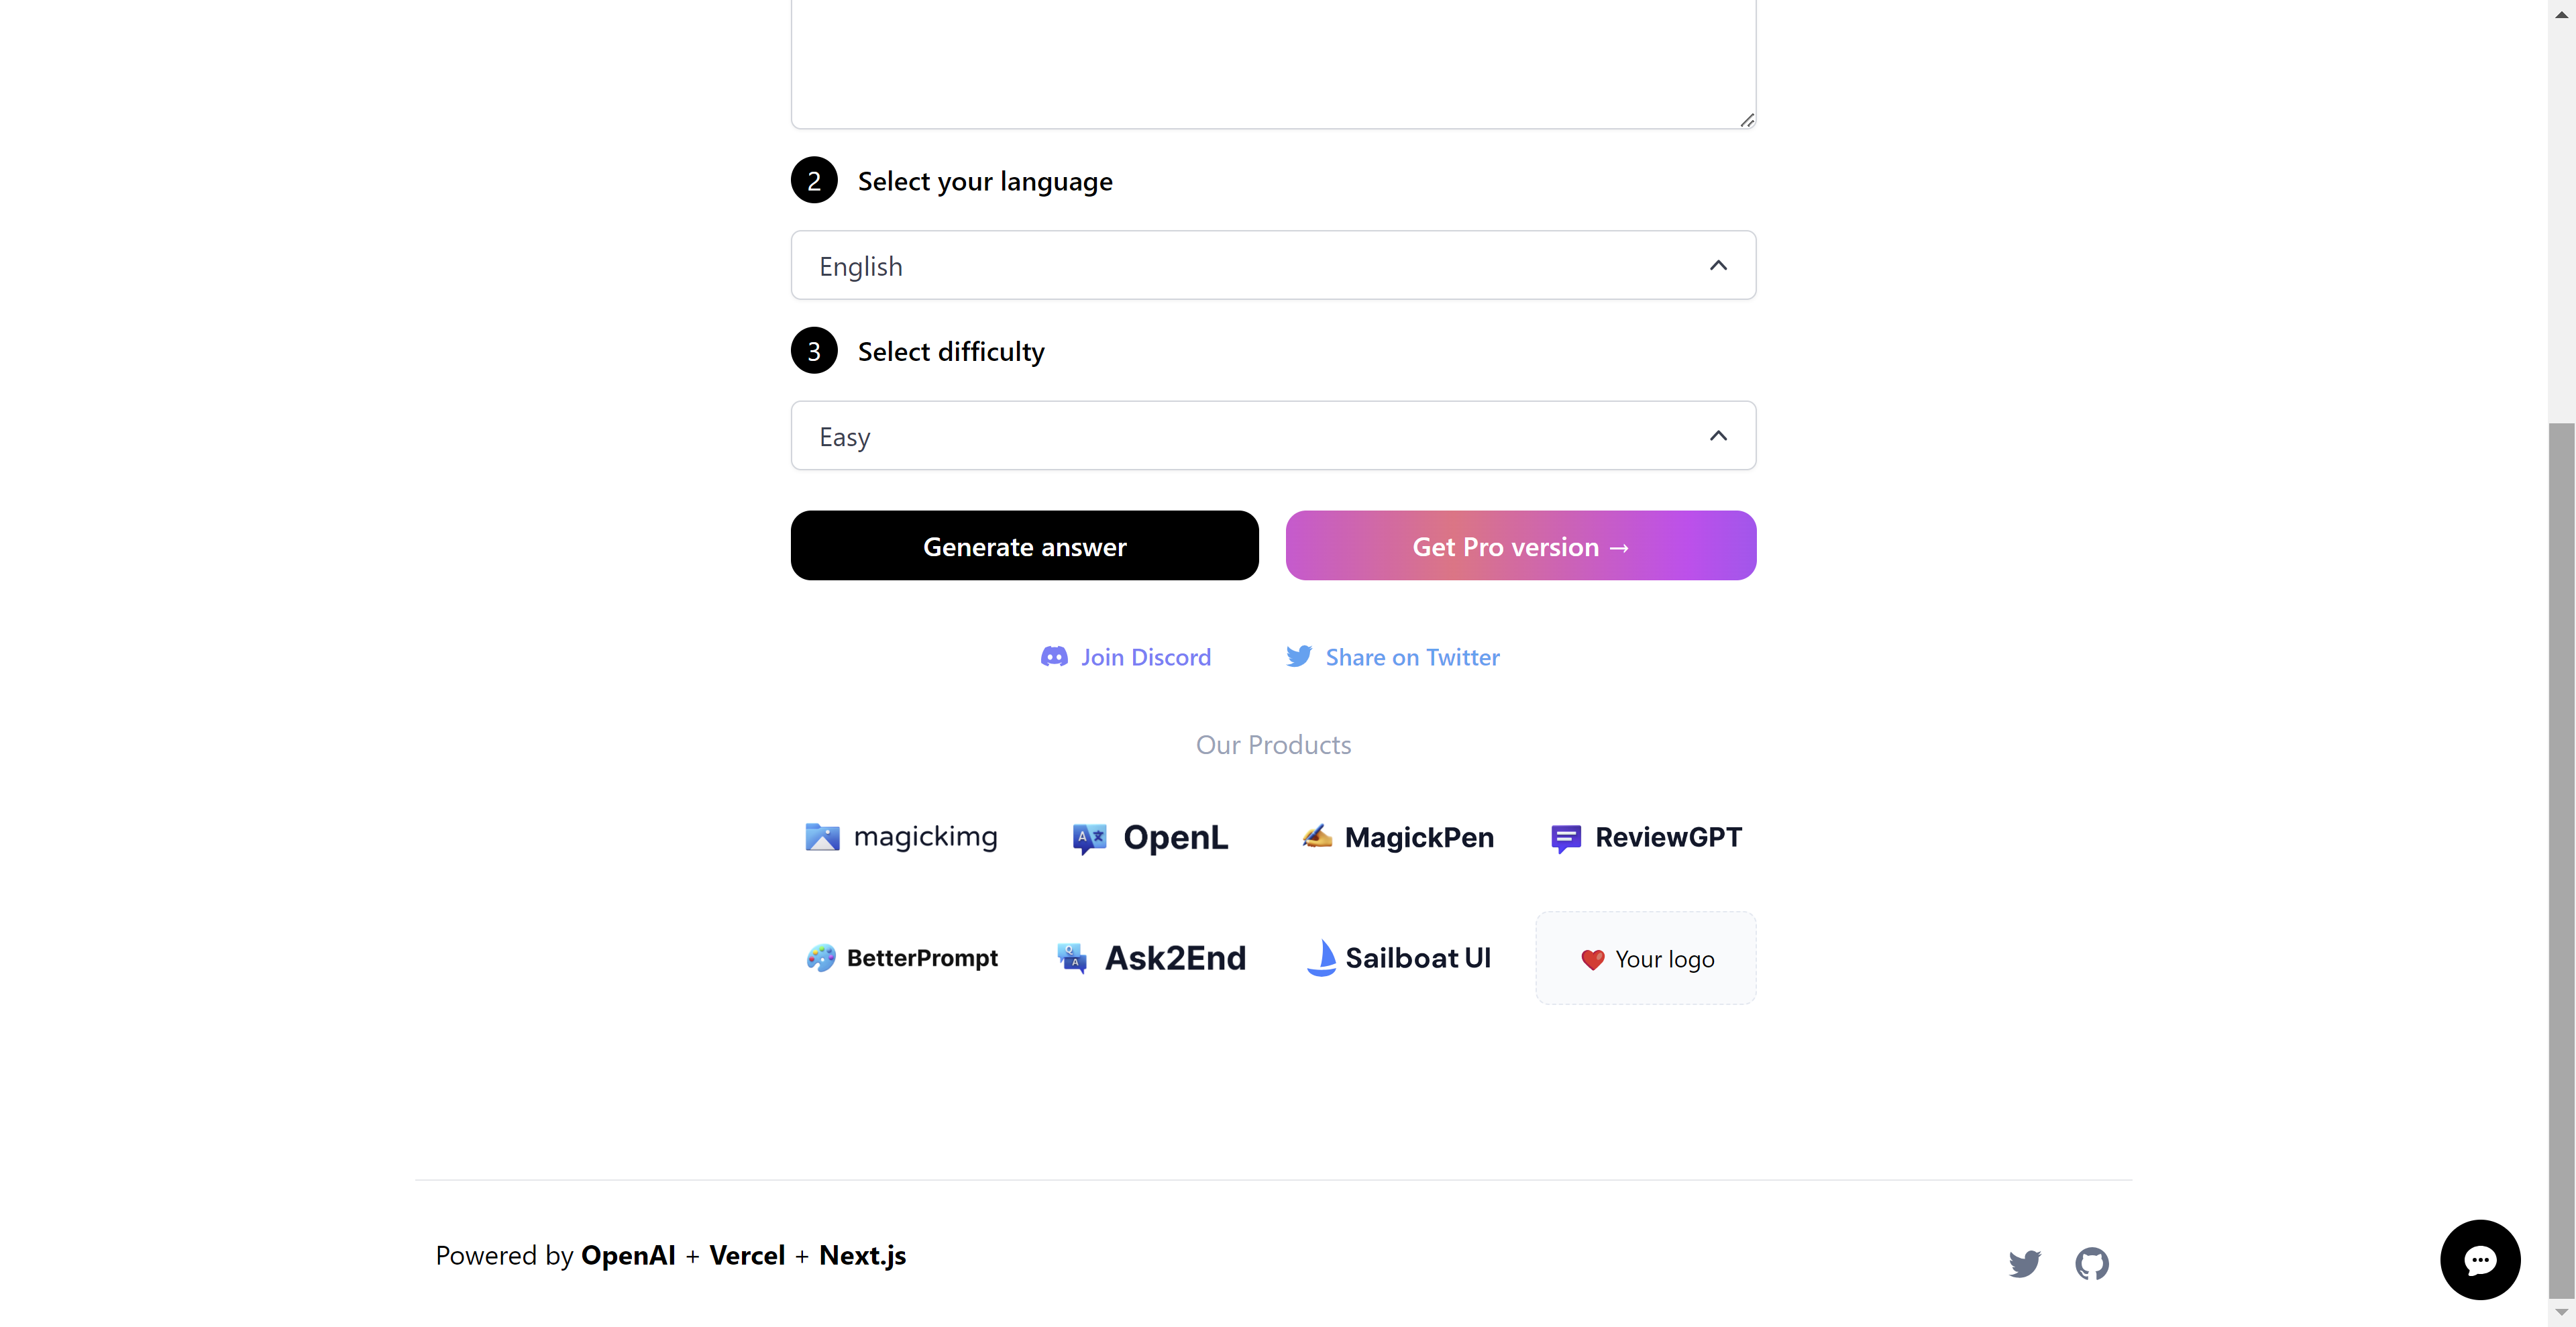 2 Select your language
English
3 Select difficulty
Easy
Generate answer
Get Pro version →
Join Discord
Share on Twitter
Our Products
magickimg
OpenL
MagickPen
ReviewGPT
BetterPrompt
Ask2End
Sailboat UI
Your logo
Powered by OpenAI + Vercel + Next.js